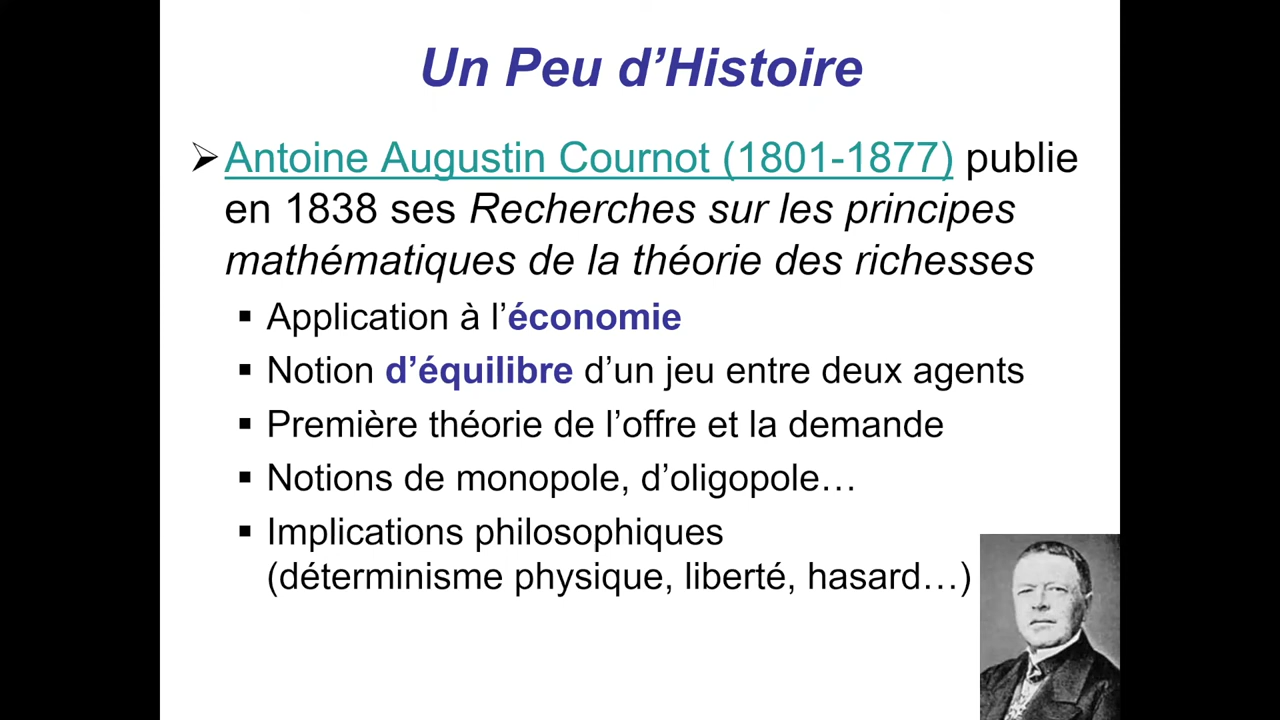 Un Peu d’Histoire
➢Antoine Augustin Cournot (1801-1877) publie
en 1838 ses Recherches sur les principes
mathématiques de la théorie des richesses
▪ Application à l’économie
▪ Notion d’équilibre d’un jeu entre deux agents
▪ Première théorie de l’offre et la demande
▪ Notions de monopole, d’oligopole…
▪ Implications philosophiques
(déterminisme physique, liberté, hasard…)